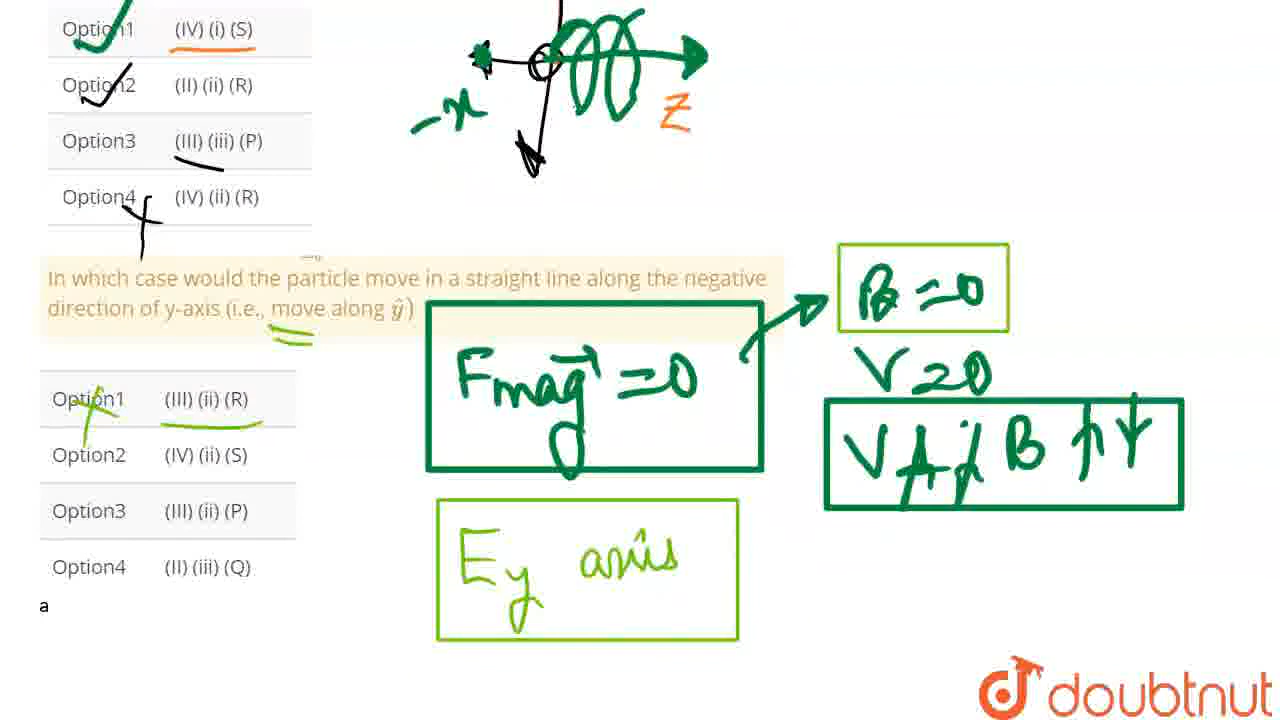 Option1 (IV) (i) (S)
Option2 (II) (ii) (R)
Option3 (III) (iii) (P)
Option4 (IV) (ii) (R)
-x
Z
In which case would the particle move in a straight line along the negative
direction of y-axis (i.e., move along ŷ)
Option1 (III) (ii) (R)
Option2 (IV) (ii) (S)
Option3 (III) (ii) (P)
Option4 (II) (iii) (Q)
a
Fmag = 0
B = 0
V = 0
V B
Ey axis
doubtnut